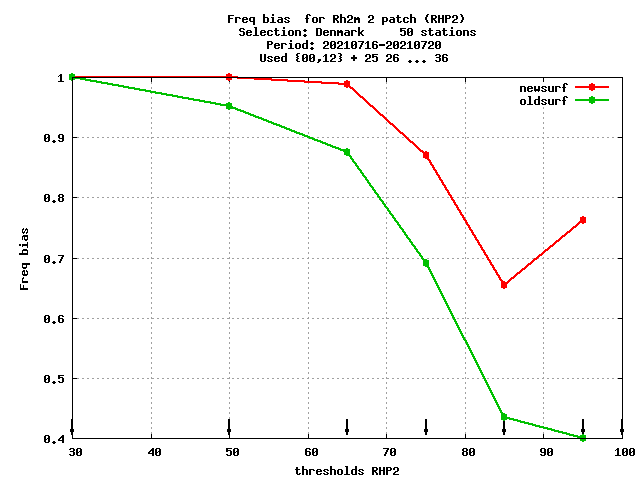 Freq bias  for Rh2m 2 patch (RHP2)
Selection: Denmark     50 stations
Period: 20210716-20210720
Used {00,12} + 25 26 ... 36
newsurf
oldsurf
1
0.9
0.8
0.7
0.6
0.5
0.4
Freq bias
30 40 50 60 70 80 90 100
thresholds RHP2